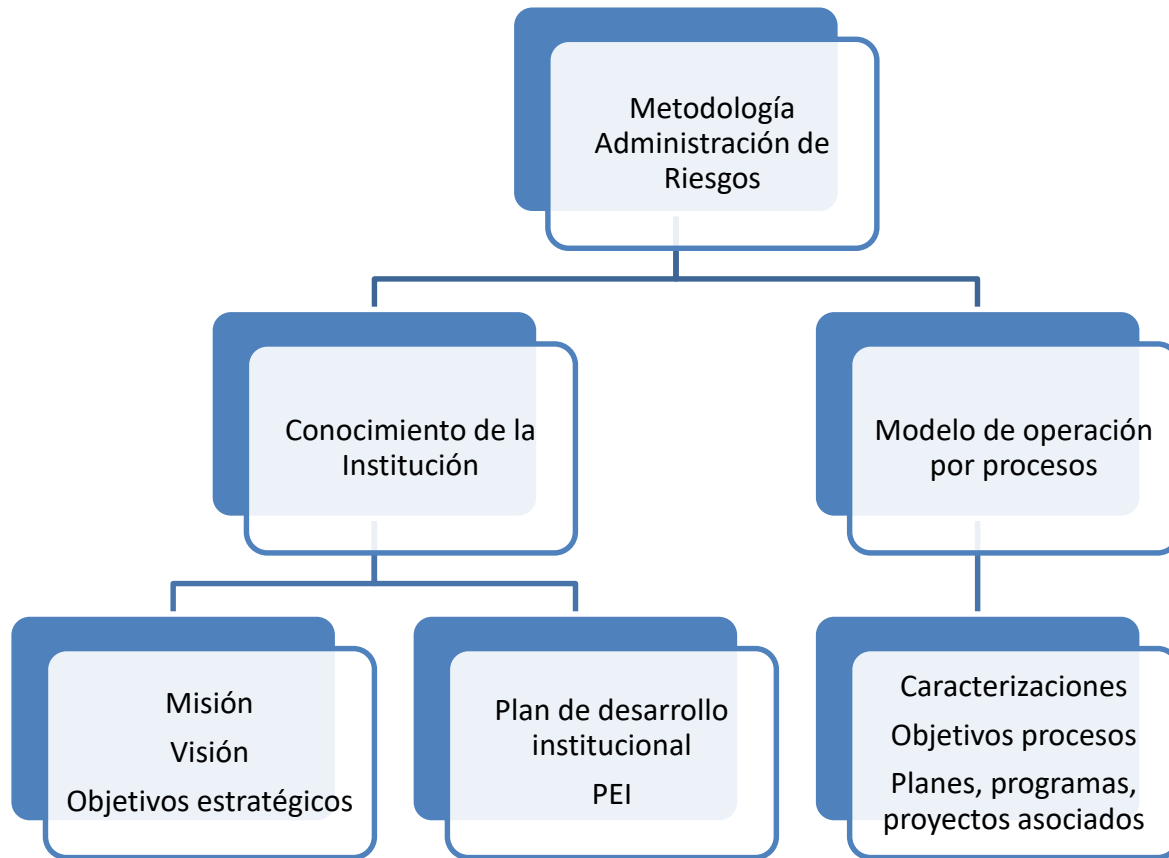 Metodología
Administración de
Riesgos
Conocimiento de la
Institución
Modelo de operación
por procesos
Misión
Visión
Objetivos estratégicos
Plan de desarrollo
institucional
PEI
Caracterizaciones
Objetivos procesos
Planes, programas,
proyectos asociados